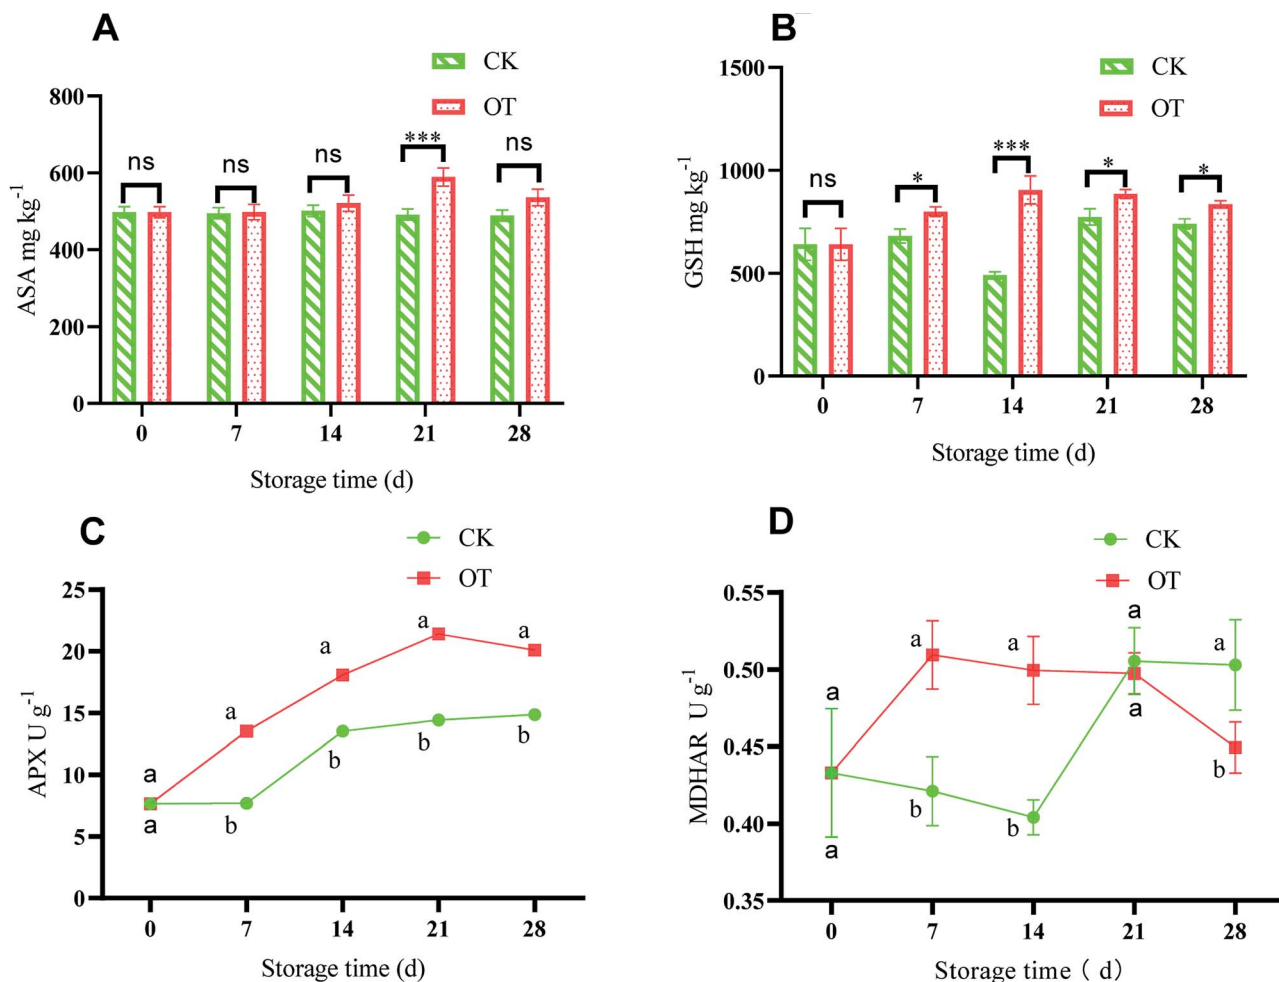 A
CK
OT
800
600
400
200
0
ns
ns
ns
***
ns
0 7 14 21 28
ASA mg kg-1
Storage time (d)
B
CK
OT
1500
1000
500
0
ns
*
***
*
*
0 7 14 21 28
GSH mg kg-1
Storage time (d)
C
CK
OT
25
20
15
10
5
0
a
a
a
a
a
a
b
b
b
b
0 7 14 21 28
APX U g-1
Storage time (d)
D
CK
OT
0.55
0.50
0.45
0.40
0.35
a
a
a
a
a
a
b
b
a
b
0 7 14 21 28
MDHAR U g-1
Storage time ( d)